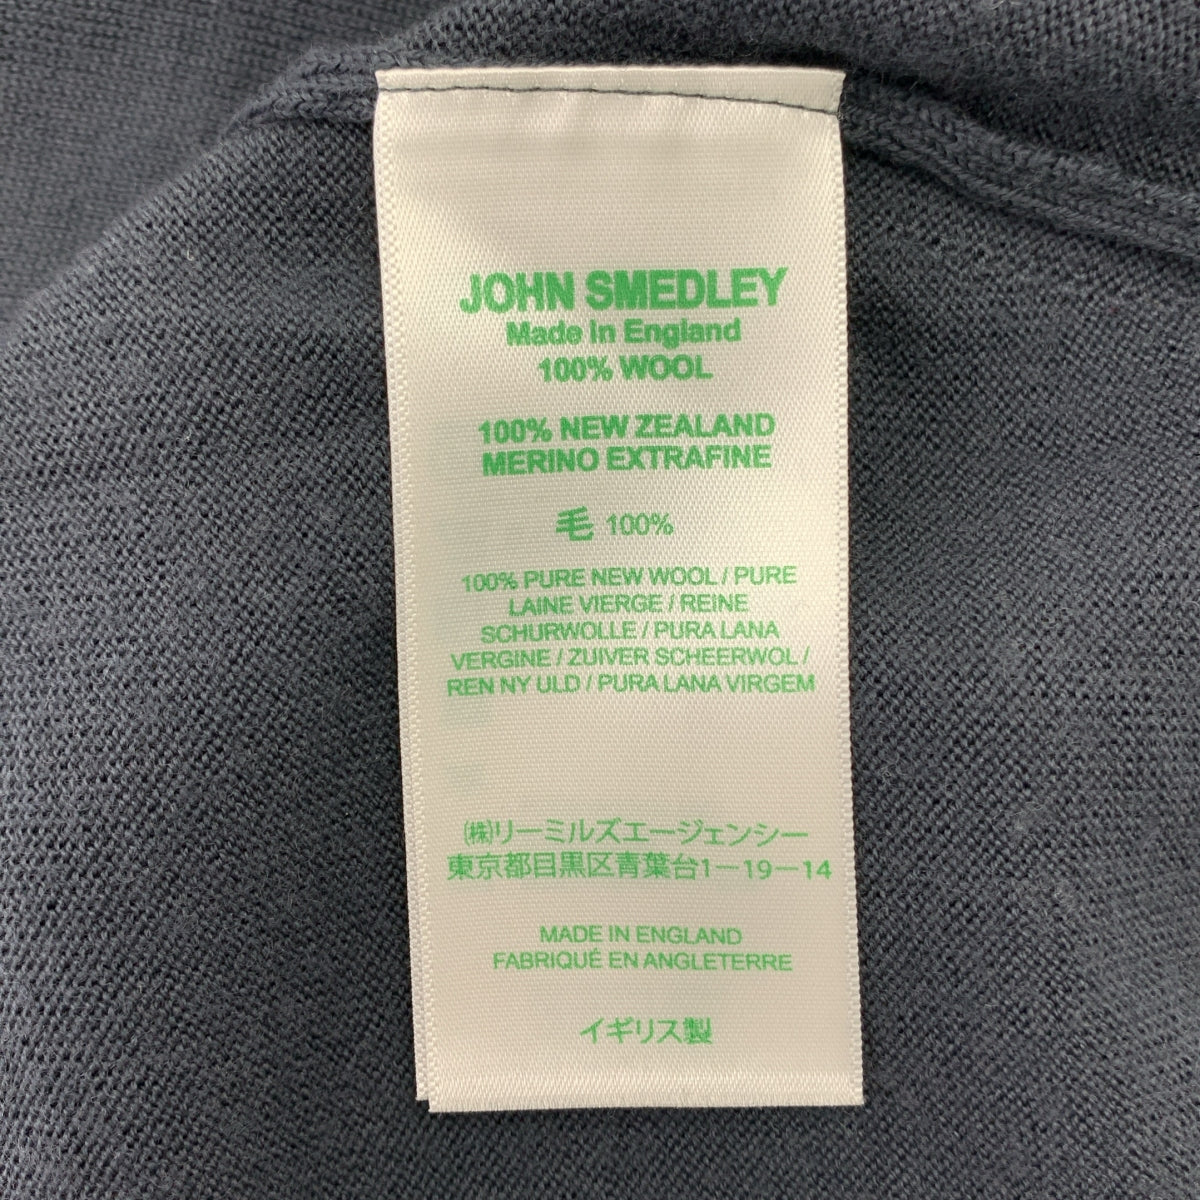 JOHN SMEDLEY
Made In England
100% WOOL
100% NEW ZEALAND
MERINO EXTRAFINE
毛 100%
100% PURE NEW WOOL / PURE
LAINE VIERGE / REINE
SCHURWOLLE / PURA LANA
VERGINE / ZUIVER SCHEERWOL /
REN NY ULD / PURA LANA VIRGEM
㈱リーミルズエージェンシー
東京都目黒区青葉台1ー19ー14
MADE IN ENGLAND
FABRIQUÉ EN ANGLETERRE
イギリス製